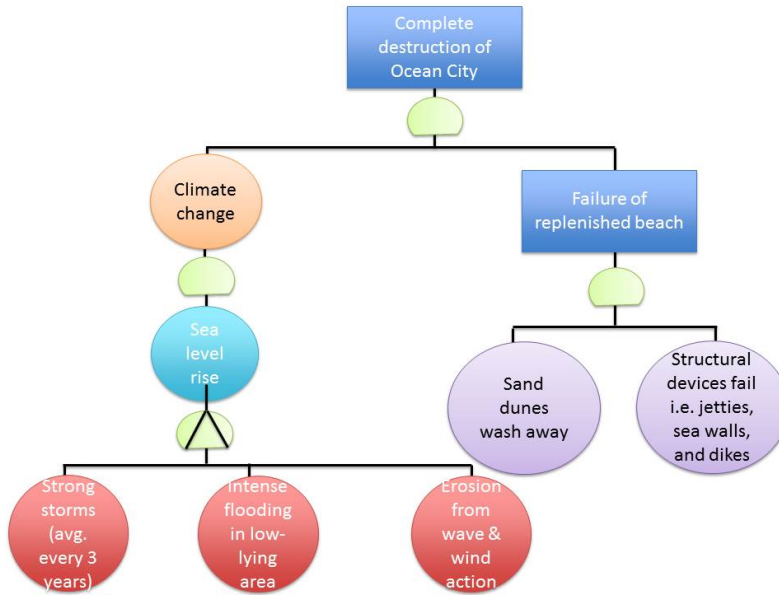 Complete
destruction of
Ocean City
Climate
change
Failure of
replenished beach
Sea
level
rise
Sand
dunes
wash away
Structural
devices fail
i.e. jetties,
sea walls,
and dikes
Strong
storms
(avg.
every 3
years)
Intense
flooding
in low-
lying
area
Erosion
from
wave &
wind
action